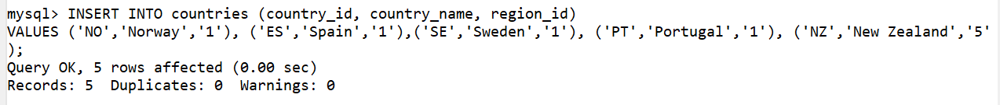 mysql> INSERT INTO countries (country_id, country_name, region_id)
VALUES ('NO','Norway','1'), ('ES','Spain','1'),('SE','Sweden','1'), ('PT','Portugal','1'), ('NZ','New Zealand','5'
);
Query OK, 5 rows affected (0.00 sec)
Records: 5  Duplicates: 0  Warnings: 0